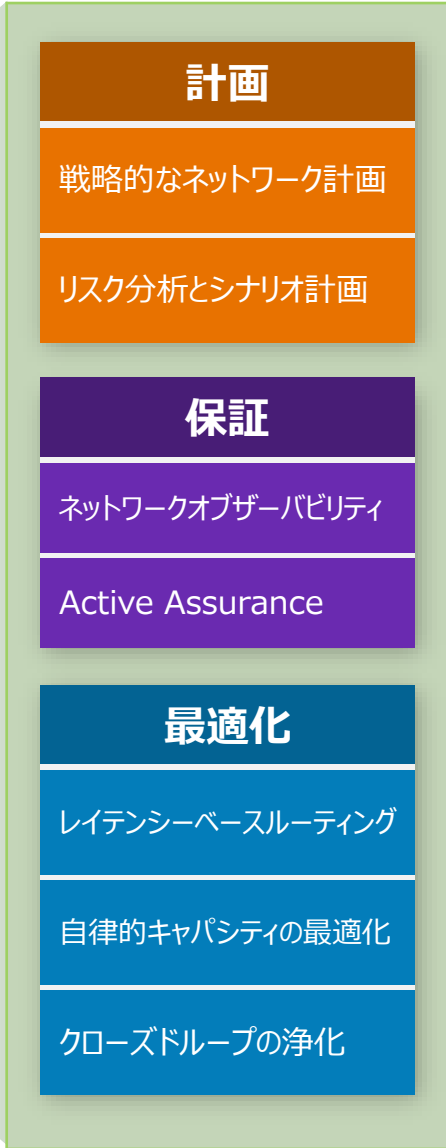 計画
戦略的なネットワーク計画
リスク分析とシナリオ計画
保証
ネットワークオブザーバビリティ
Active Assurance
最適化
レイテンシーベースルーティング
自律的キャパシティの最適化
クローズドループの浄化